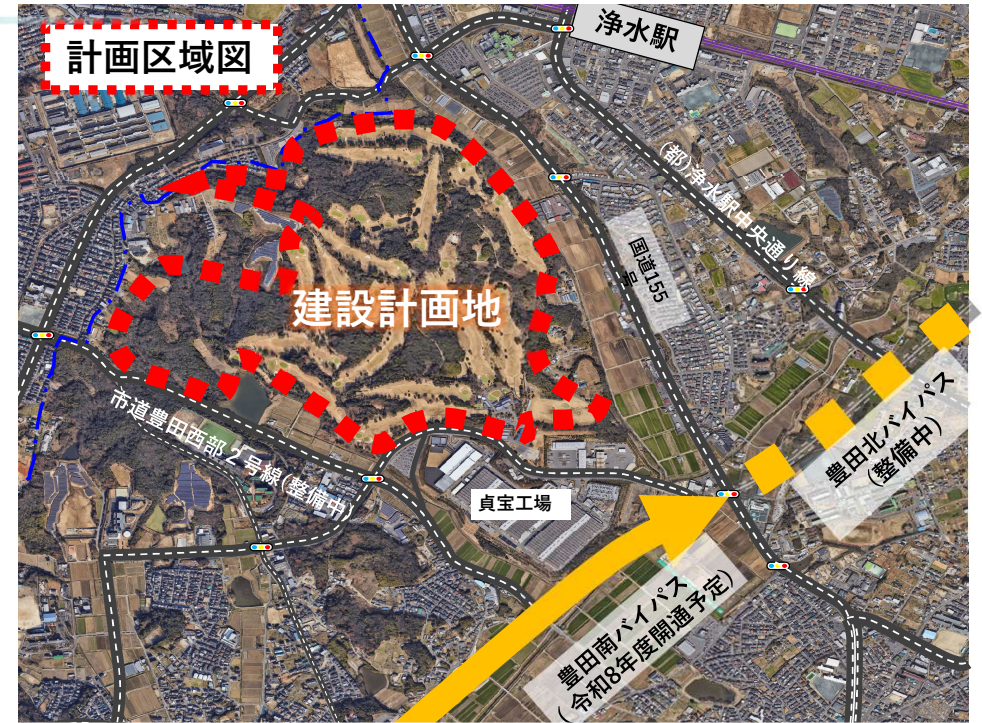 計画区域図
浄水駅
(都)浄水駅中央通り線
国道155
号
建設計画地
市道豊田西部２号線(整備中)
貞宝工場
豊田北バイパス
(整備中)
豊田南バイパス
(令和8年度開通予定)